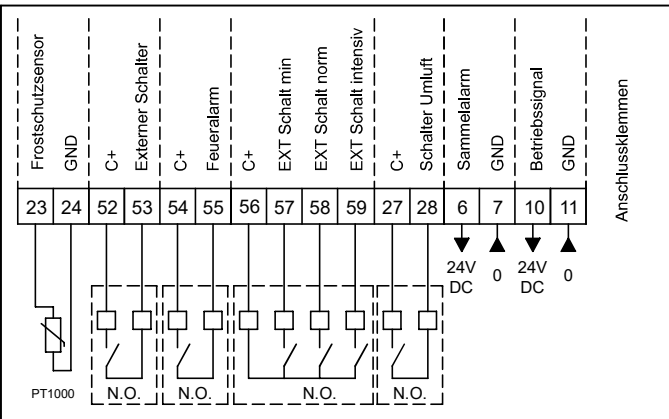 Frostschutzsensor
GND
C+
Externer Schalter
C+
Feueralarm
C+
EXT Schalt min
EXT Schalt norm
EXT Schalt intensiv
C+
Schalter Umluft
Sammelalarm
GND
Betriebssignal
GND
Anschlussklemmen
23 24 52 53 54 55 56 57 58 59 27 28 6 7 10 11
24V DC
0
24V DC
0
PT1000
N.O.
N.O.
N.O.
N.O.